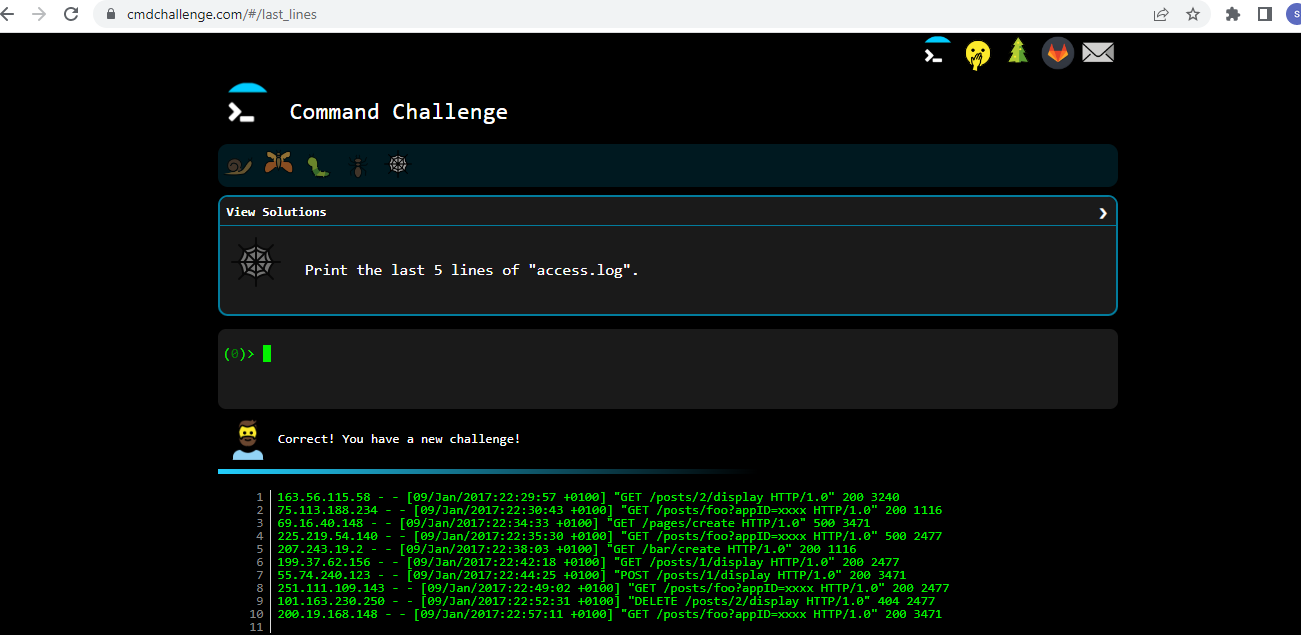 cmdchallenge.com/#/last_lines
S
Command Challenge
View Solutions
Print the last 5 lines of "access.log".
(0)>
Correct! You have a new challenge!
1 163.56.115.58 - - [09/Jan/2017:22:29:57 +0100] "GET /posts/2/display HTTP/1.0" 200 3240
2 75.113.188.234 - - [09/Jan/2017:22:30:43 +0100] "GET /posts/foo?appID=xxxx HTTP/1.0" 200 1116
3 69.16.40.148 - - [09/Jan/2017:22:34:33 +0100] "GET /pages/create HTTP/1.0" 500 3471
4 225.219.54.140 - - [09/Jan/2017:22:35:30 +0100] "GET /posts/foo?appID=xxxx HTTP/1.0" 500 2477
5 207.243.19.2 - - [09/Jan/2017:22:38:03 +0100] "GET /bar/create HTTP/1.0" 200 1116
6 199.37.62.156 - - [09/Jan/2017:22:42:18 +0100] "GET /posts/1/display HTTP/1.0" 200 2477
7 55.74.240.123 - - [09/Jan/2017:22:44:25 +0100] "POST /posts/1/display HTTP/1.0" 200 3471
8 251.111.109.143 - - [09/Jan/2017:22:49:02 +0100] "GET /posts/foo?appID=xxxx HTTP/1.0" 200 2477
9 101.163.230.250 - - [09/Jan/2017:22:52:31 +0100] "DELETE /posts/2/display HTTP/1.0" 404 2477
10 200.19.168.148 - - [09/Jan/2017:22:57:11 +0100] "GET /posts/foo?appID=xxxx HTTP/1.0" 200 3471
11